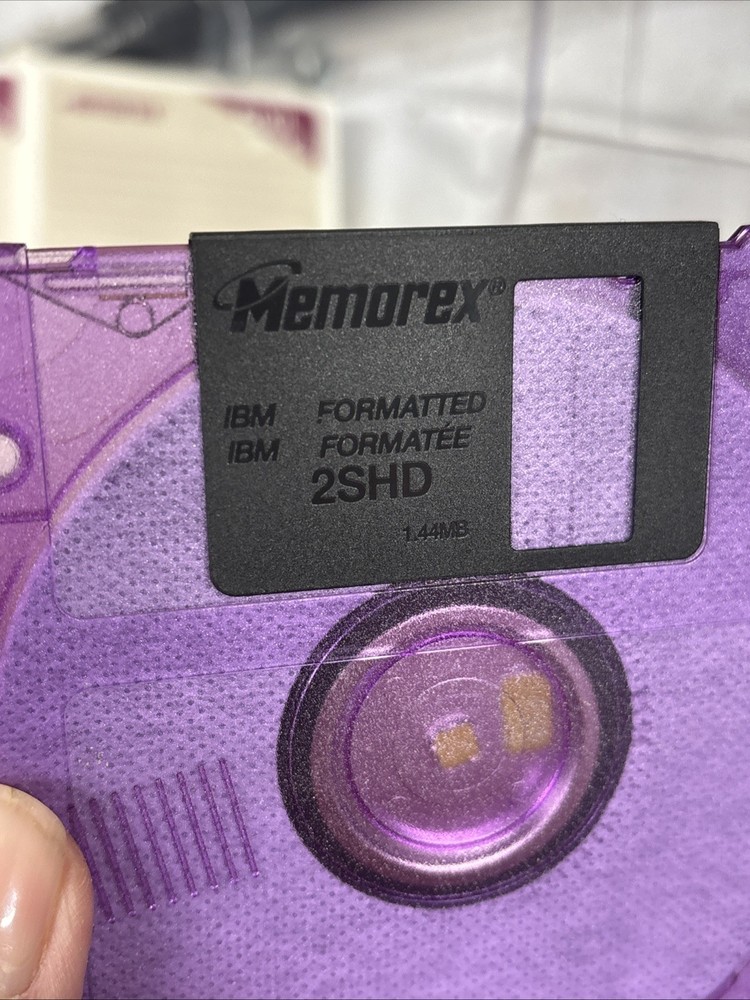 Memorex®
IBM FORMATTED
IBM FORMATÉE
2SHD
1.44MB